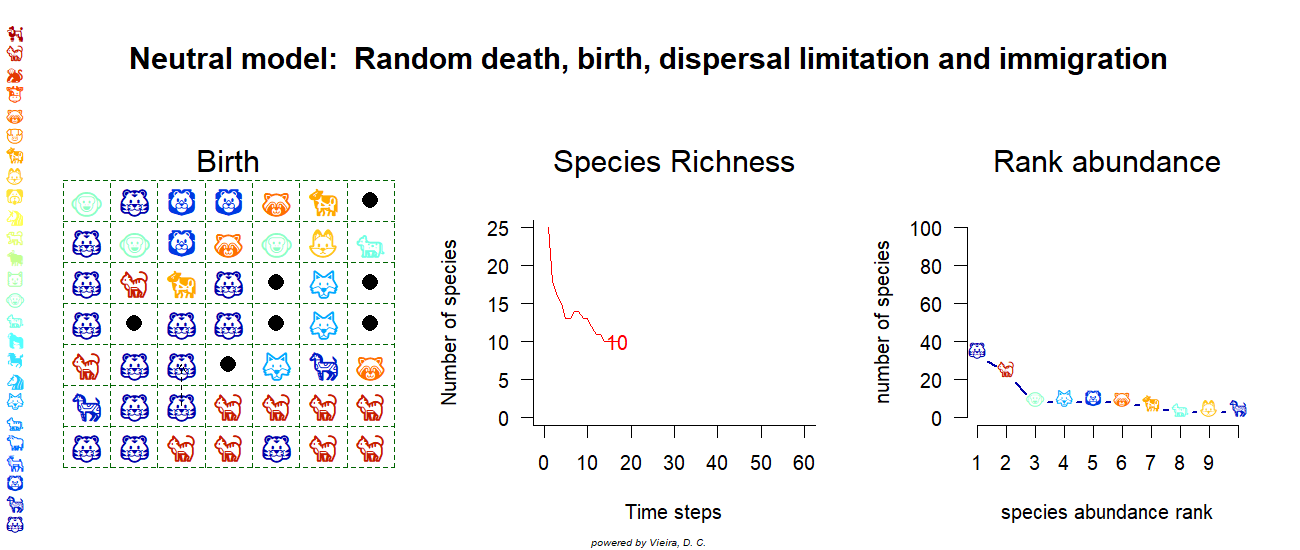 Neutral model:  Random death, birth, dispersal limitation and immigration
Birth
Species Richness
Number of species
25
20
15
10
5
0
10
0 10 20 30 40 50 60
Time steps
Rank abundance
number of species
100
80
60
40
20
0
1 2 3 4 5 6 7 8 9
species abundance rank
powered by Vieira, D. C.